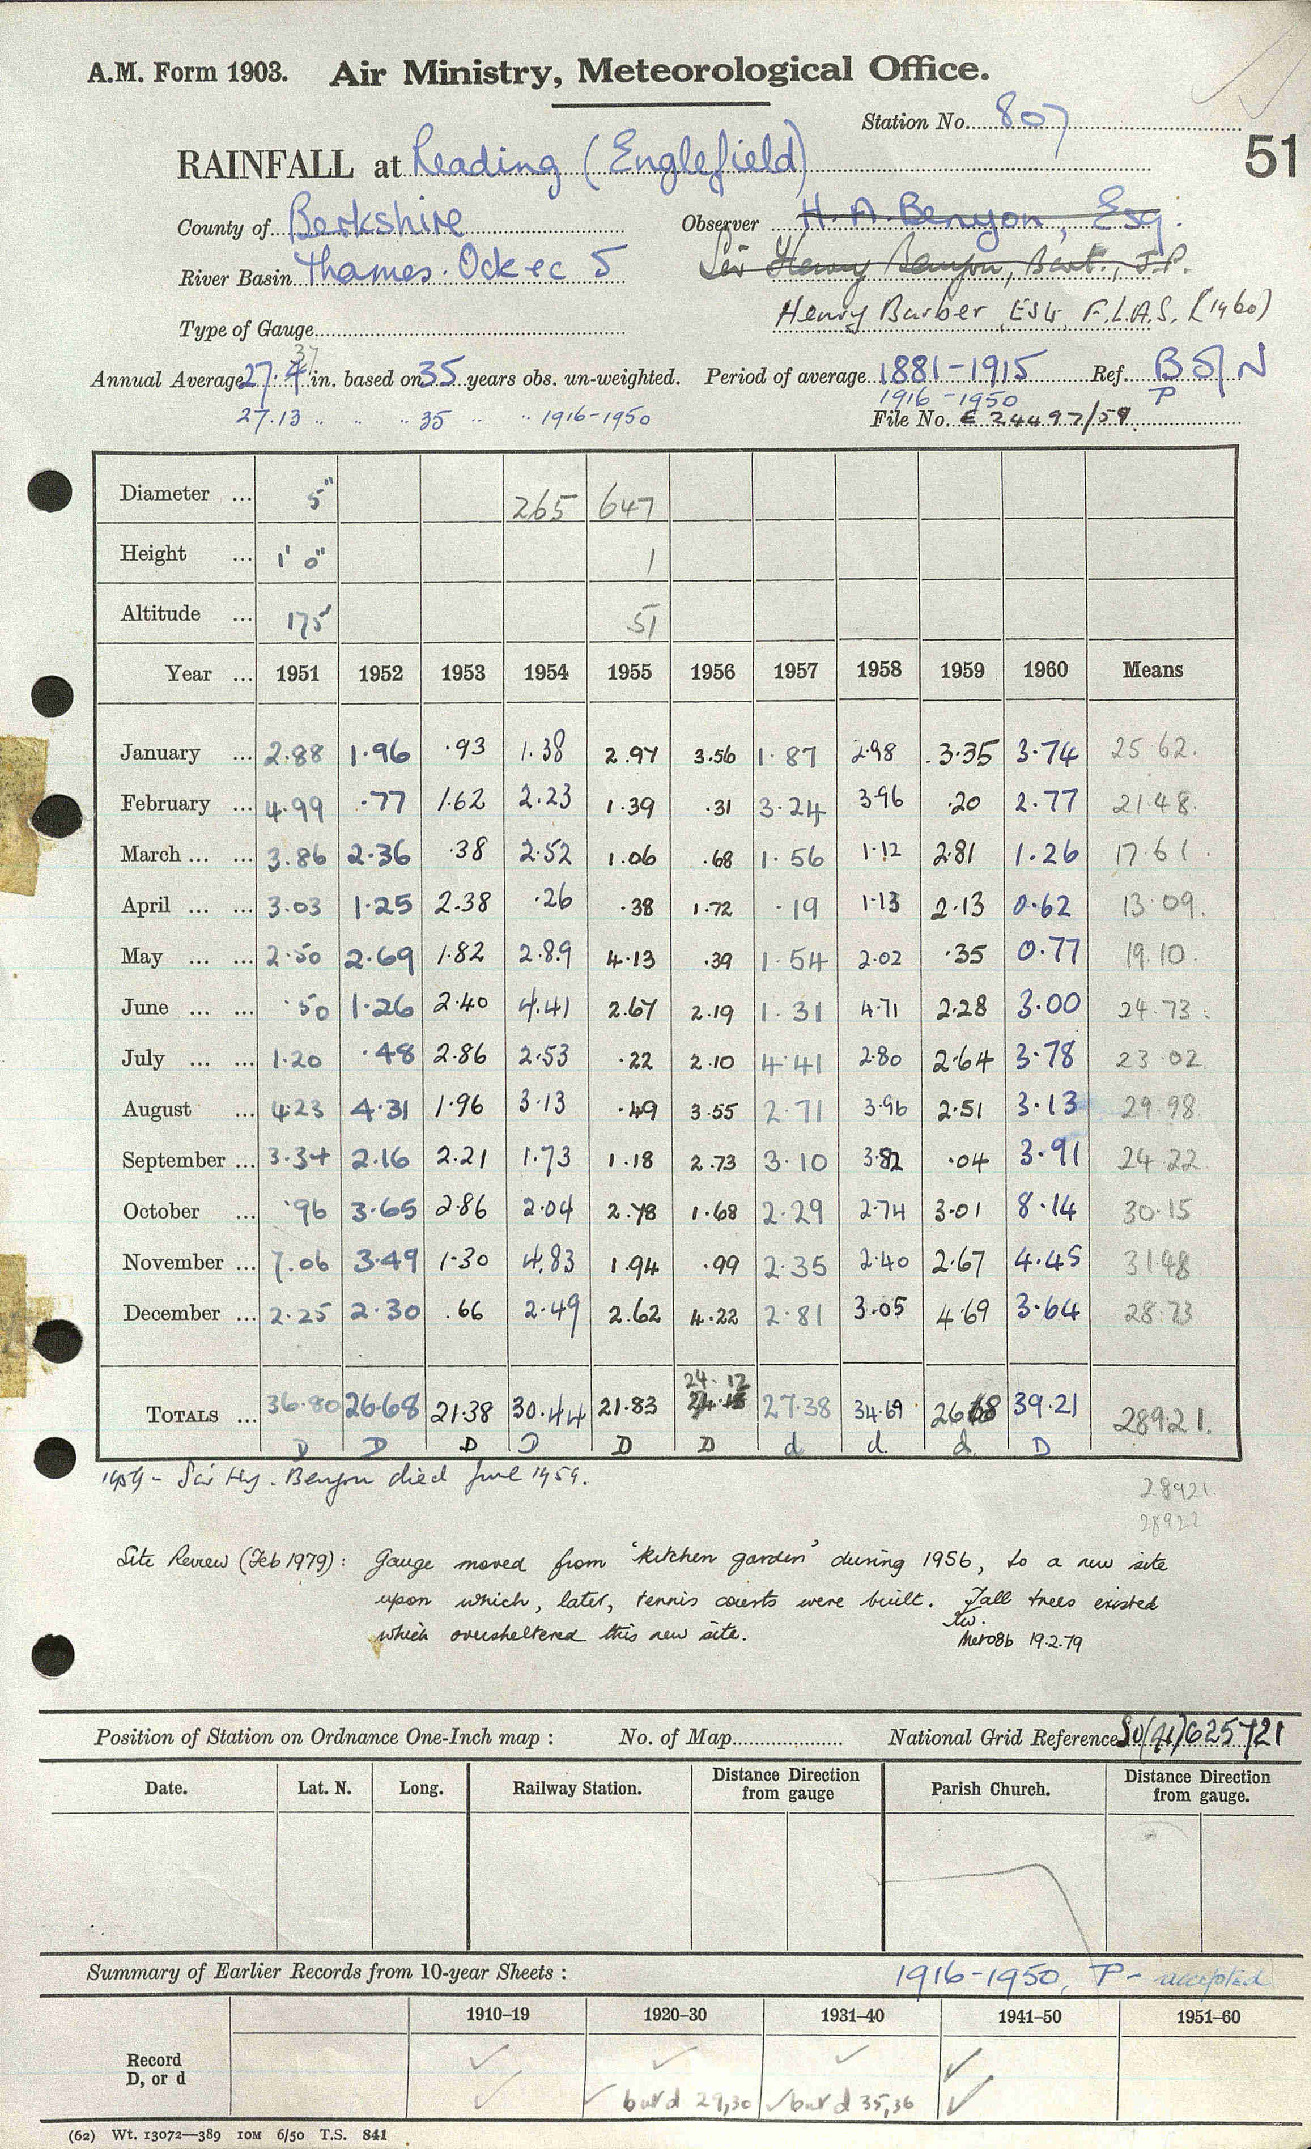 A.M. Form 1903. Air Ministry, Meteorological Office.
Station No. 807
51
RAINFALL at Reading (Englefield)
County of Berkshire Observer H. A. Benyon, Esq.
River Basin Thames. Ock ec 5 Sir Henry Benyon, Bart., J.P.
Type of Gauge Henry Barber, Esq, F.L.A.S. (1960)
37
Annual Average 27.4 in. based on 35 years obs. un-weighted. Period of average 1881-1915 Ref. BS/N
1916-1950 P
27.13 .. .. 35 .. .. 1916-1950 File No. E 24497/59
Diameter ... 5" 265 647
Height ... 1' 0" 1
Altitude ... 175' 51
Year ... 1951 1952 1953 1954 1955 1956 1957 1958 1959 1960 Means
January ... 2.88 1.96 .93 1.38 2.97 3.56 1.87 2.98 3.35 3.74 25 62.
February ... 4.99 .77 1.62 2.23 1.39 .31 3.24 3.96 .20 2.77 21 48.
March ... ... 3.86 2.36 .38 2.52 1.06 .68 1.56 1.12 2.81 1.26 17.61.
April ... ... 3.03 1.25 2.38 .26 .38 1.72 .19 1.13 2.13 0.62 13.09.
May ... ... 2.50 2.69 1.82 2.89 4.13 .39 1.54 2.02 .35 0.77 19.10.
June ... ... .50 1.26 2.40 4.41 2.67 2.19 1.31 4.71 2.28 3.00 24.73.
July ... ... 1.20 .48 2.86 2.53 .22 2.10 4.41 2.80 2.64 3.78 23 02
August ... 4.23 4.31 1.96 3.13 .49 3.55 2.71 3.96 2.51 3.13 29.98
September ... 3.34 2.16 2.21 1.73 1.18 2.73 3.10 3.82 .04 3.91 24.22
October ... .96 3.65 2.86 2.04 2.78 1.68 2.29 2.74 3.01 8.14 30.15
November ... 7.06 3.49 1.30 4.83 1.94 .99 2.35 2.40 2.67 4.45 31 48
December ... 2.25 2.30 .66 2.49 2.62 4.22 2.81 3.05 4.69 3.64 28.73
24.12
TOTALS ... 36.80 26.68 21.38 30.44 21.83 27.38 34.69 26.68 39.21 28921.
D D D D D D d d d D
1959 - Sir Hy. Benyon died June 1959.
28921
28922
Site Review (Feb 1979): Gauge moved from 'kitchen garden' during 1956, to a new site
upon which, later, tennis courts were built. Tall trees existed
which oversheltered this new site.
Met08b 19.2.79
Position of Station on Ordnance One-Inch map : No. of Map National Grid Reference SU(41)625721
Date. Lat. N. Long. Railway Station. Distance Direction from gauge Parish Church. Distance Direction from gauge.
Summary of Earlier Records from 10-year Sheets : 1916-1950, P - accepted
1910–19 1920–30 1931–40 1941–50 1951–60
Record ✓ ✓ ✓ ✓
D, or d ✓ ✓ but d 29,30 ✓ but d 35,36 ✓
(62) Wt. 13072—389 10M 6/50 T.S. 841